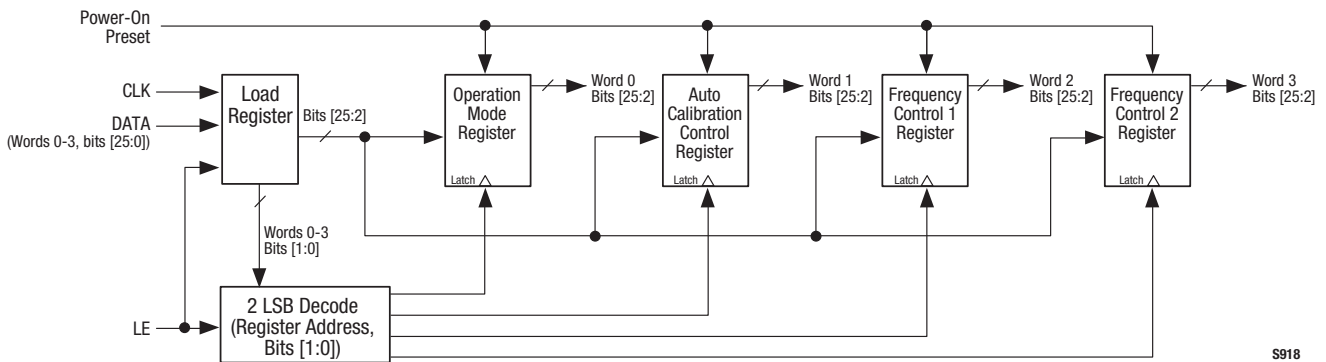 Power-On
Preset
CLK
DATA
(Words 0-3, bits [25:0])
Load
Register
Bits [25:2]
Operation
Mode
Register
Latch
Word 0
Bits [25:2]
Auto
Calibration
Control
Register
Latch
Word 1
Bits [25:2]
Frequency
Control 1
Register
Latch
Word 2
Bits [25:2]
Frequency
Control 2
Register
Latch
Word 3
Bits [25:2]
Words 0-3
Bits [1:0]
LE
2 LSB Decode
(Register Address,
Bits [1:0])
S918